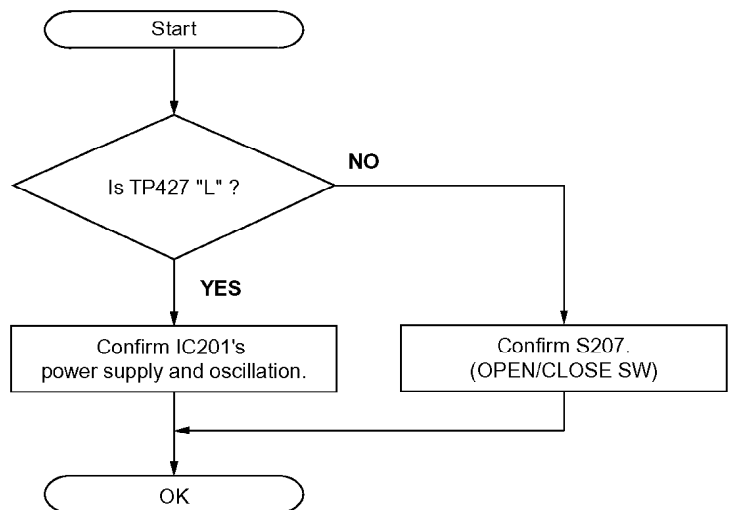 Start
Is TP427 "L" ?
NO
YES
Confirm IC201's
power supply and oscillation.
Confirm S207.
(OPEN/CLOSE SW)
OK